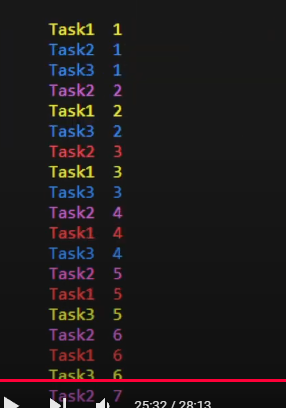 Task1 1
Task2 1
Task3 1
Task2 2
Task1 2
Task3 2
Task2 3
Task1 3
Task3 3
Task2 4
Task1 4
Task3 4
Task2 5
Task1 5
Task3 5
Task2 6
Task1 6
Task3 6
Task2 7
25:32 / 28:13